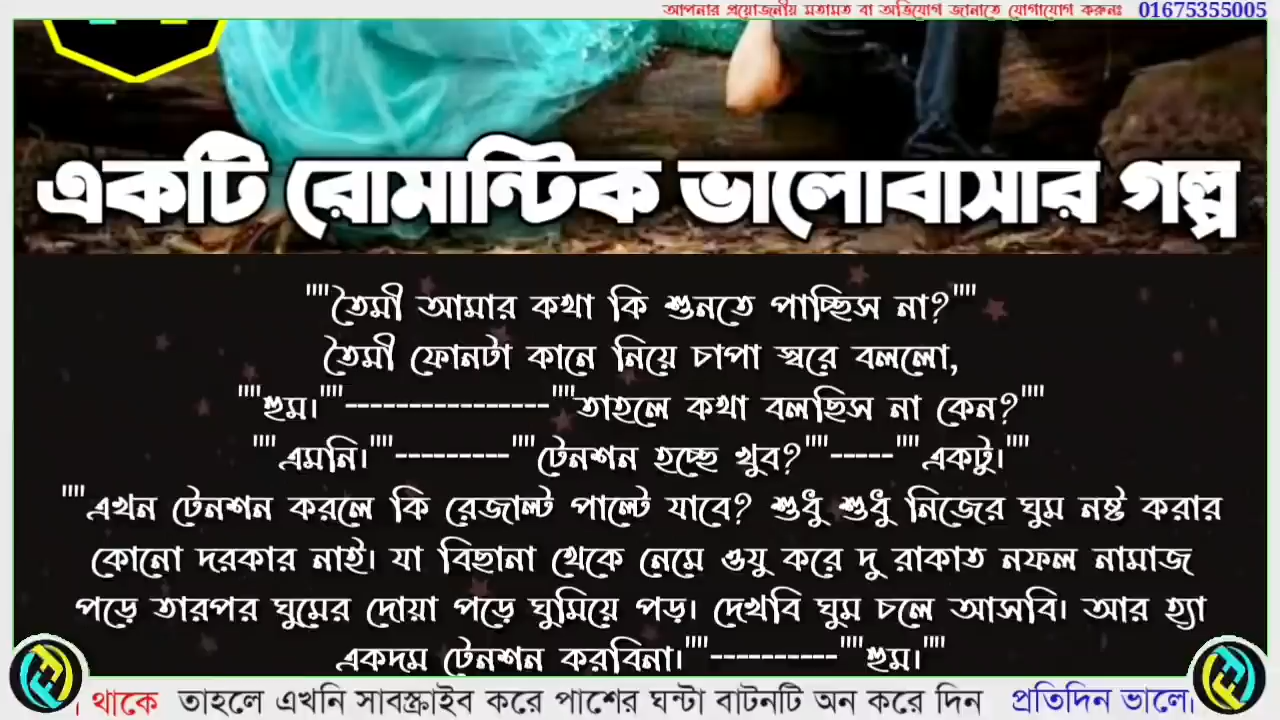 আপনার প্রয়োজনীয় মতামত বা অভিযোগ জানাতে যোগাযোগ করুনঃ 01675355005
একটি রোমান্টিক ভালোবাসার গল্প
""তৈমী আমার কথা কি শুনতে পাচ্ছিস না?""
তৈমী ফোনটা কানে নিয়ে চাপা স্বরে বললো,
""হুম।""----------------""তাহলে কথা বলছিস না কেন?""
""এমনি।""---------""টেনশন হচ্ছে খুব?""-----""একটু।""
""এখন টেনশন করলে কি রেজাল্ট পাল্টে যাবে? শুধু শুধু নিজের ঘুম নষ্ট করার
কোনো দরকার নাই। যা বিছানা থেকে নেমে ওযু করে দু রাকাত নফল নামাজ
পড়ে তারপর ঘুমের দোয়া পড়ে ঘুমিয়ে পড়। দেখবি ঘুম চলে আসবি। আর হ্যা
একদম টেনশন করবিনা।""----------""হুম।""
থাকে তাহলে এখনি সাবস্ক্রাইব করে পাশের ঘন্টা বাটনটি অন করে দিন প্রতিদিন ভালো